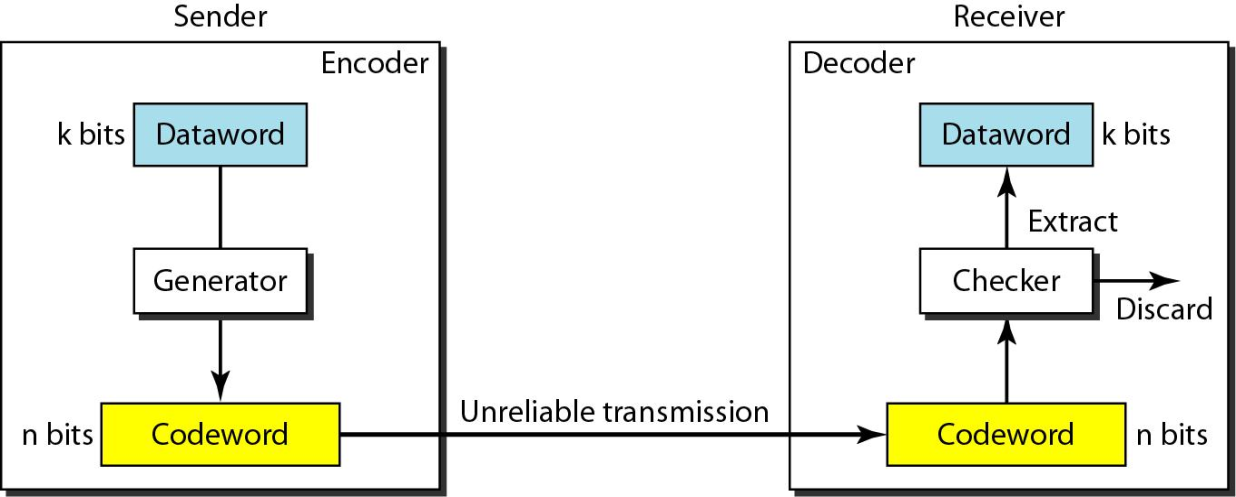 Sender
Receiver
Encoder
Decoder
k bits
Dataword
Dataword
k bits
Extract
Generator
Checker
Discard
Unreliable transmission
n bits
Codeword
Codeword
n bits